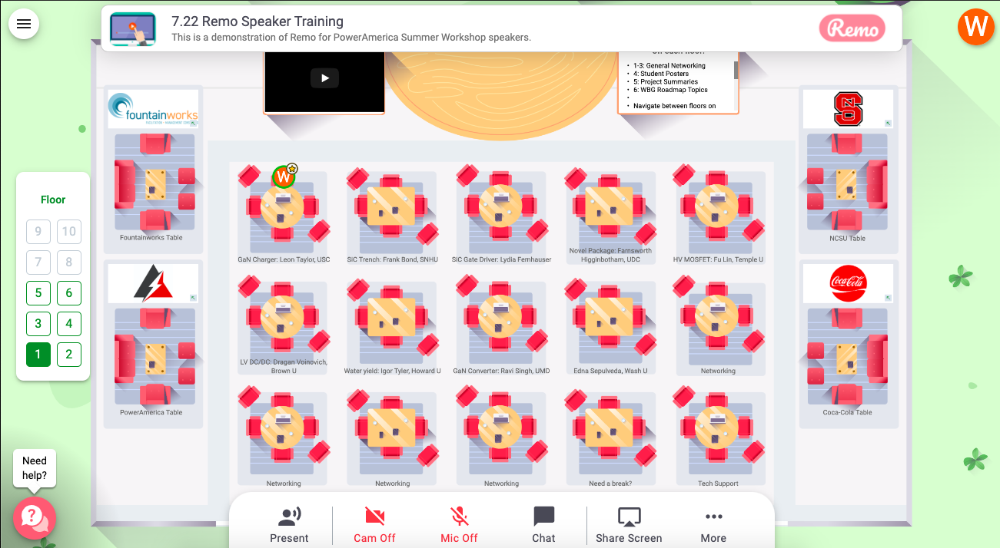 7.22 Remo Speaker Training
This is a demonstration of Remo for PowerAmerica Summer Workshop speakers.
Remo
W
On each floor:
• 1-3: General Networking
• 4: Student Posters
• 5: Project Summaries
• 6: WBG Roadmap Topics
•
• Navigate between floors on
fountainworks
Fountainworks Table
S
NCSU Table
Floor
9 10
7 8
5 6
3 4
1 2
W
GaN Charger: Leon Taylor, USC
SiC Trench: Frank Bond, SNHU
SiC Gate Driver: Lydia Fernhauser
Novel Package: Farnsworth
Higginbotham, UDC
HV MOSFET: Fu Lin, Temple U
LV DC/DC: Dragan Voinovich,
Brown U
Water yield: Igor Tyler, Howard U
GaN Converter: Ravi Singh, UMD
Edna Sepulveda, Wash U
Networking
PowerAmerica Table
Coca-Cola
Coca-Cola Table
Networking
Networking
Networking
Need a break?
Tech Support
Need
help?
?
Present
Cam Off
Mic Off
Chat
Share Screen
More